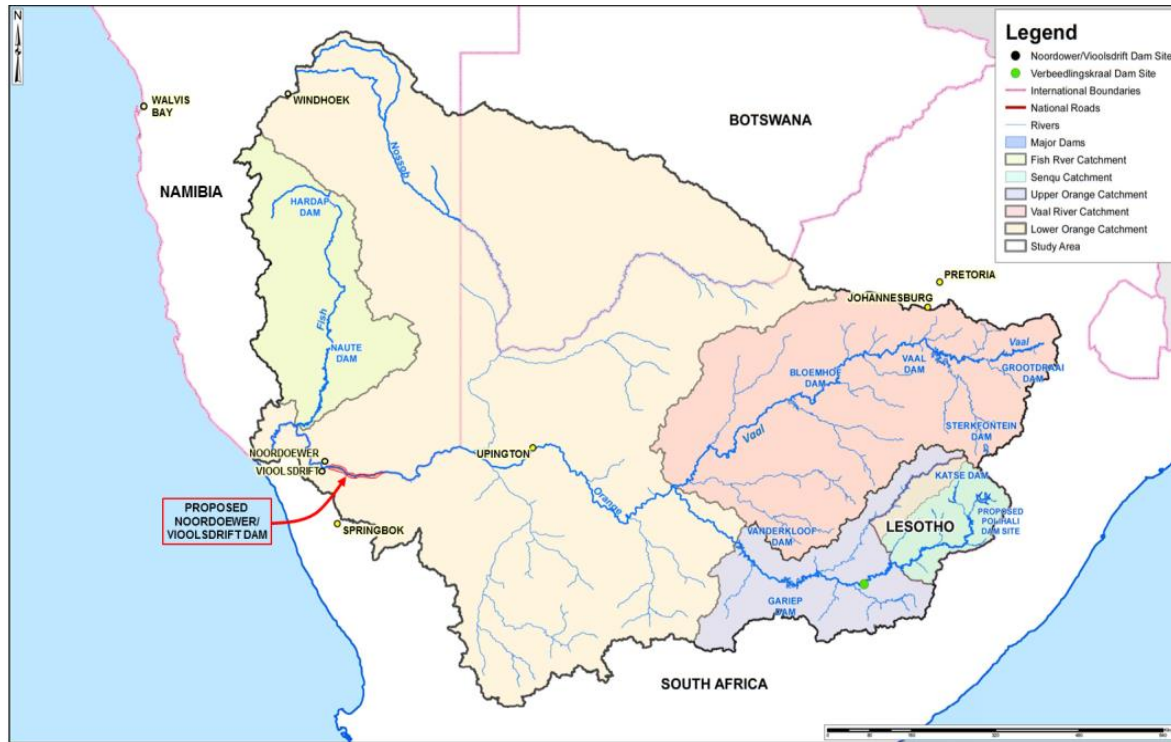 N
WALVIS
BAY
WINDHOEK
Nossob
BOTSWANA
NAMIBIA
HARDAP
DAM
Fish
NAUTE
DAM
PRETORIA
JOHANNESBURG
Vaal
VAAL
DAM
BLOEMHOF
DAM
GROOTDRAAI
DAM
Vaal
STERKFONTEIN
DAM
NOORDOEWER
VIOOLSDRIFT
UPINGTON
Orange
KATSE DAM
PROPOSED
POLIHALI
DAM SITE
LESOTHO
PROPOSED
NOORDOEWER/
VIOOLSDRIFT DAM
SPRINGBOK
VANDERKLOOF
DAM
GARIEP
DAM
SOUTH AFRICA
Legend
Noordower/Vioolsdrift Dam Site
Verbeedlingskraal Dam Site
International Boundaries
National Roads
Rivers
Major Dams
Fish Rver Catchment
Senqu Catchment
Upper Orange Catchment
Vaal River Catchment
Lower Orange Catchment
Study Area